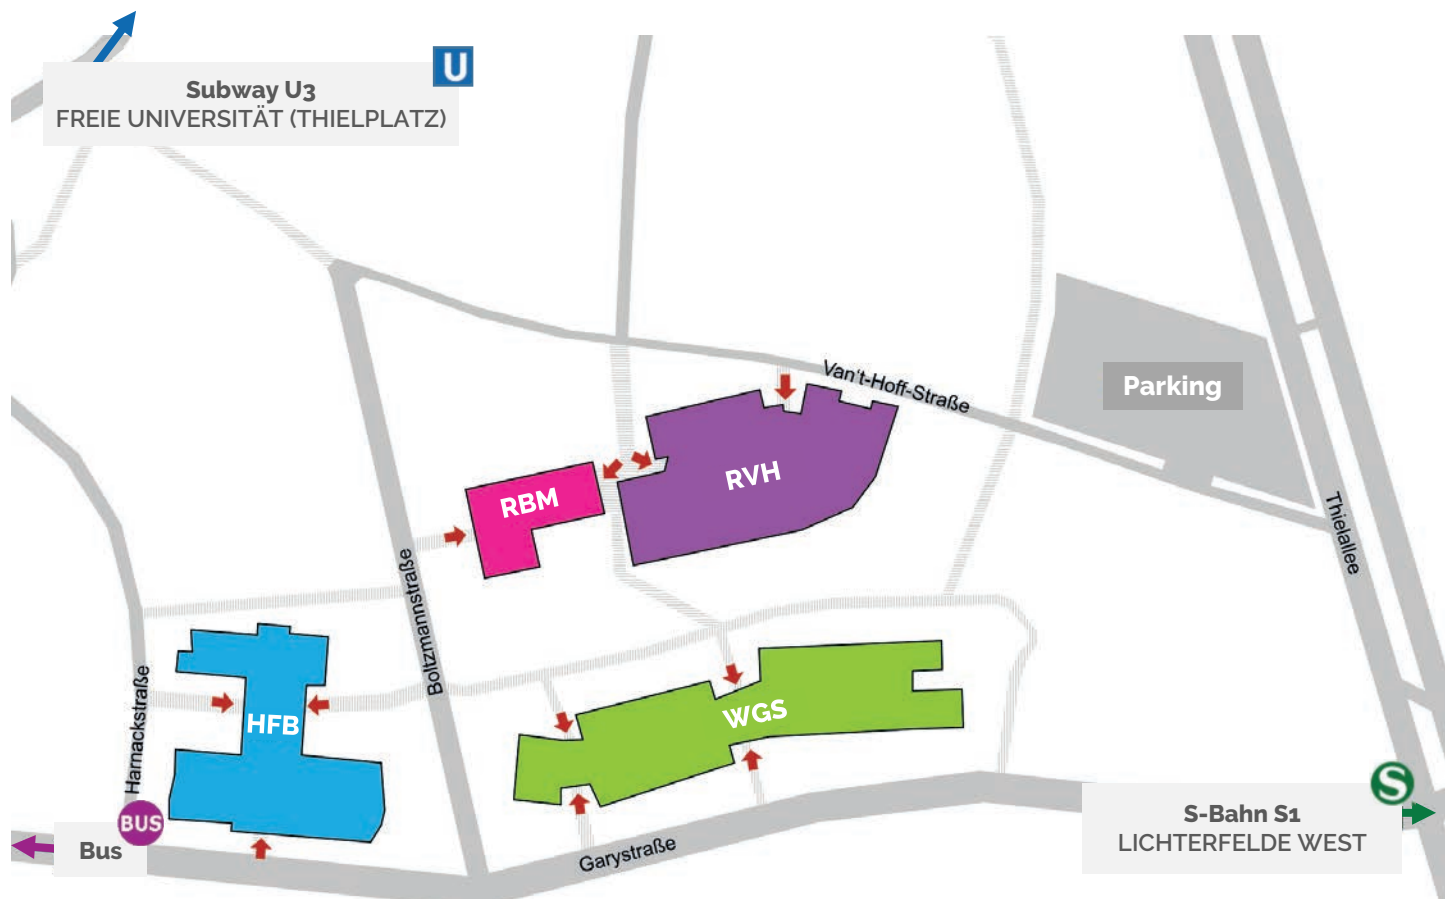 U
Subway U3
FREIE UNIVERSITÄT (THIELPLATZ)
Van't-Hoff-Straße
Parking
RVH
RBM
Thielallee
Boltzmannstraße
Harnackstraße
HFB
WGS
S
BUS
Bus
Garystraße
S-Bahn S1
LICHTERFELDE WEST